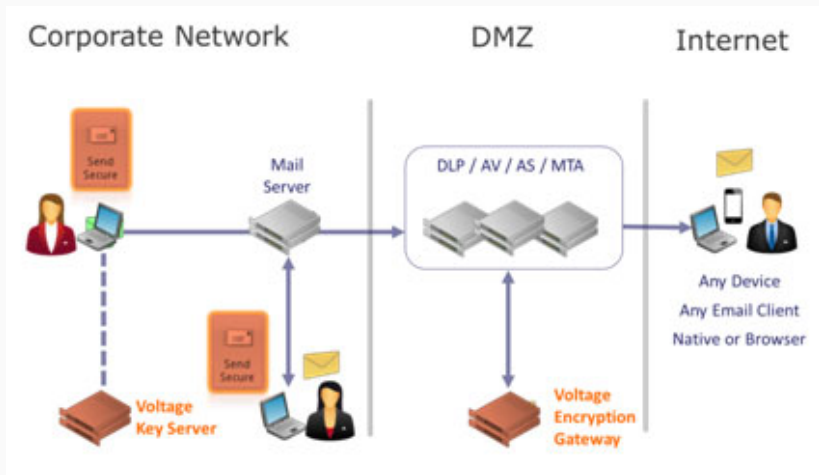 Corporate Network
DMZ
Internet
Send
Secure
Mail
Server
DLP / AV / AS / MTA
Any Device
Any Email Client
Native or Browser
Send
Secure
Voltage
Key Server
Voltage
Encryption
Gateway